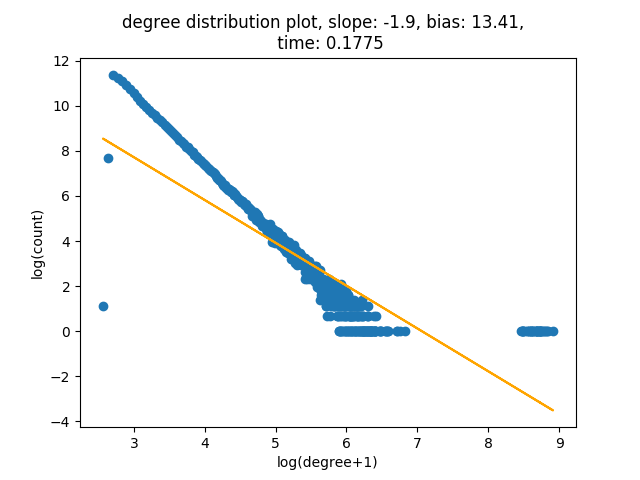 degree distribution plot, slope: -1.9, bias: 13.41,
time: 0.1775
12
10
8
6
4
2
0
−2
−4
log(count)
3 4 5 6 7 8 9
log(degree+1)